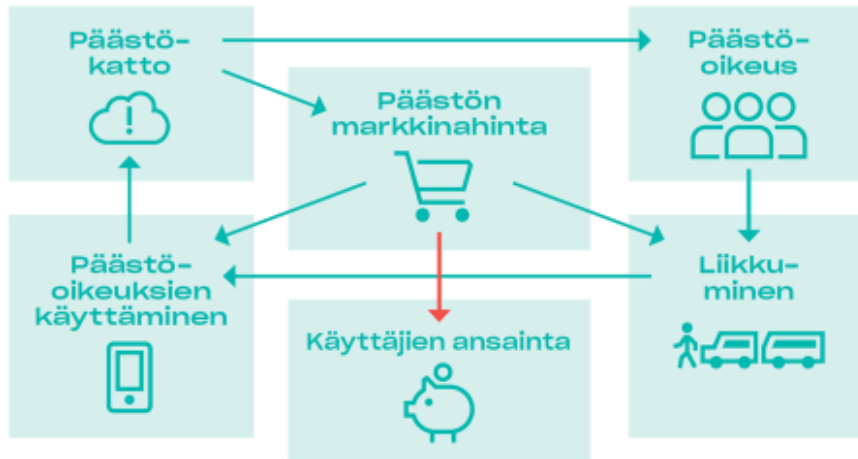 Päästö-
katto
Päästön
markkinahinta
Päästö-
oikeus
Päästö-
oikeuksien
käyttäminen
Käyttäjien ansainta
Liikku-
minen